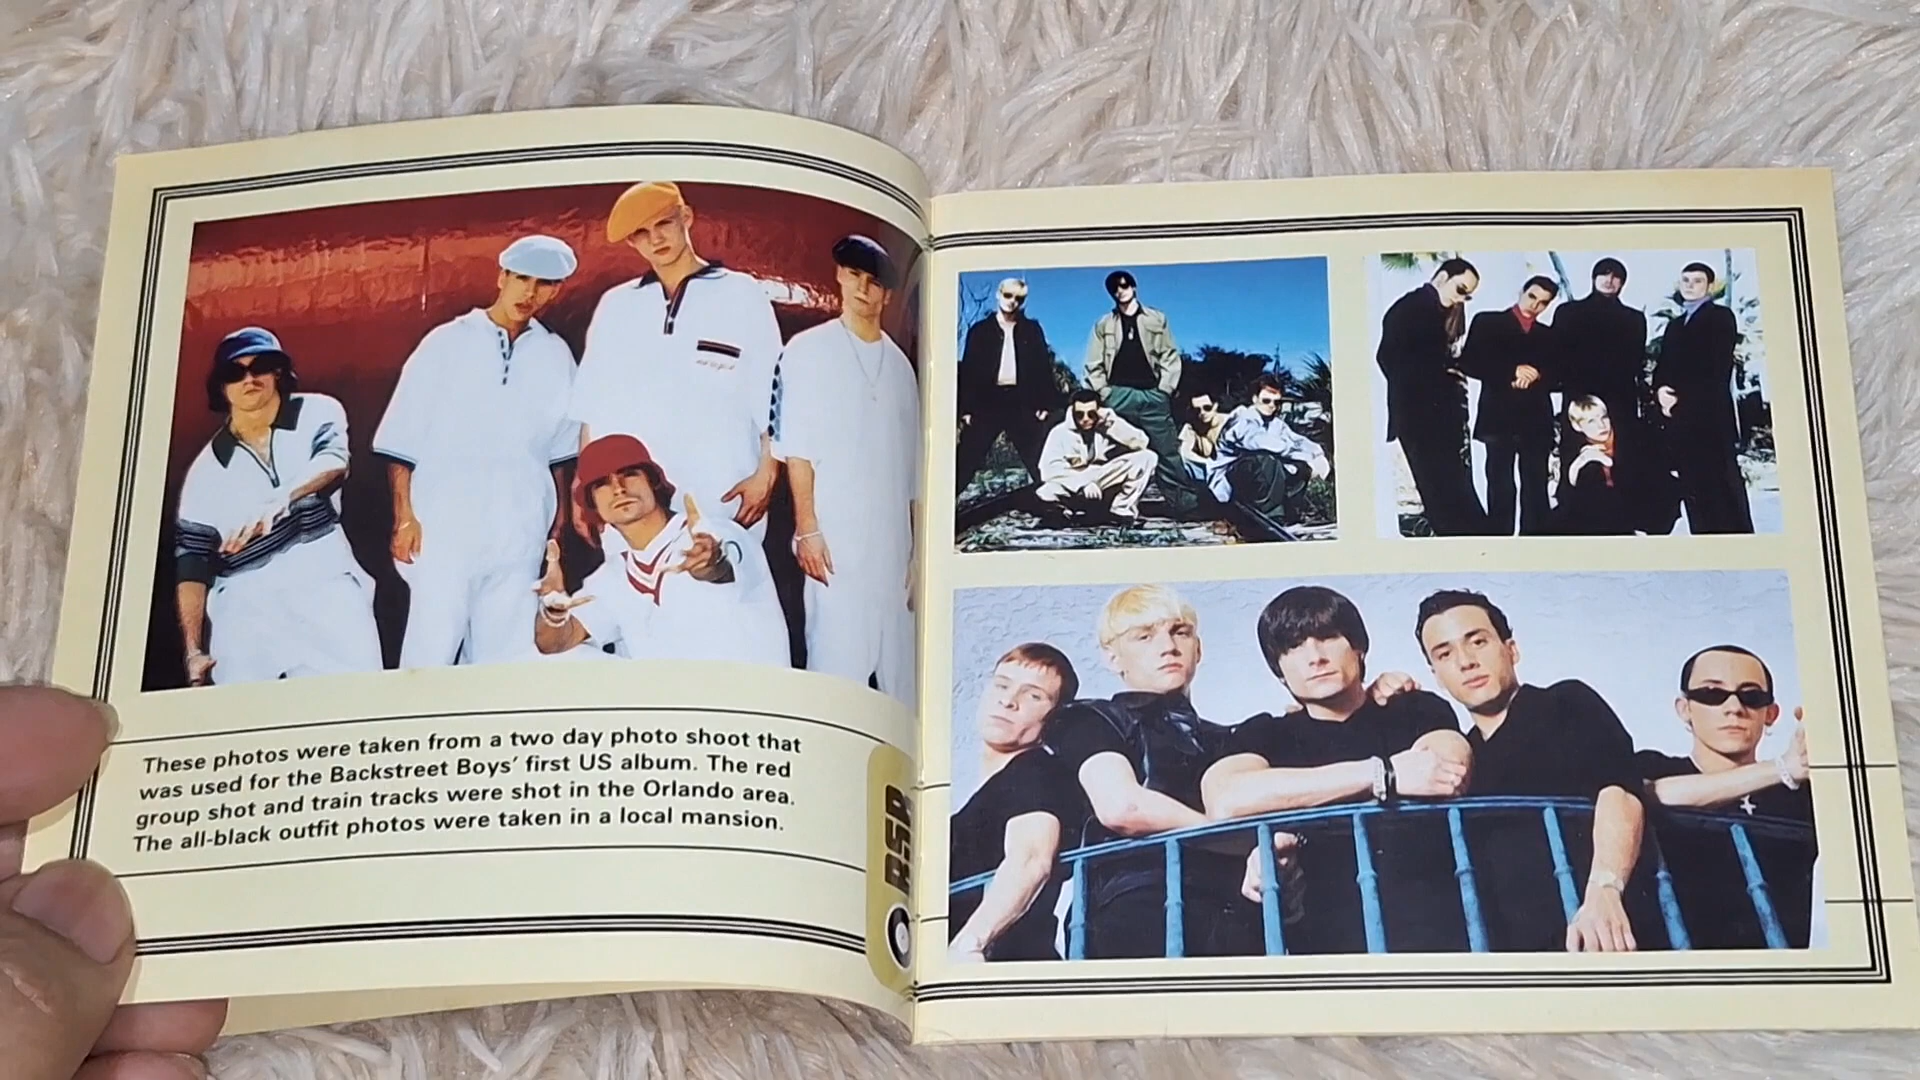 These photos were taken from a two day photo shoot that
was used for the Backstreet Boys' first US album. The red
group shot and train tracks were shot in the Orlando area.
The all-black outfit photos were taken in a local mansion.